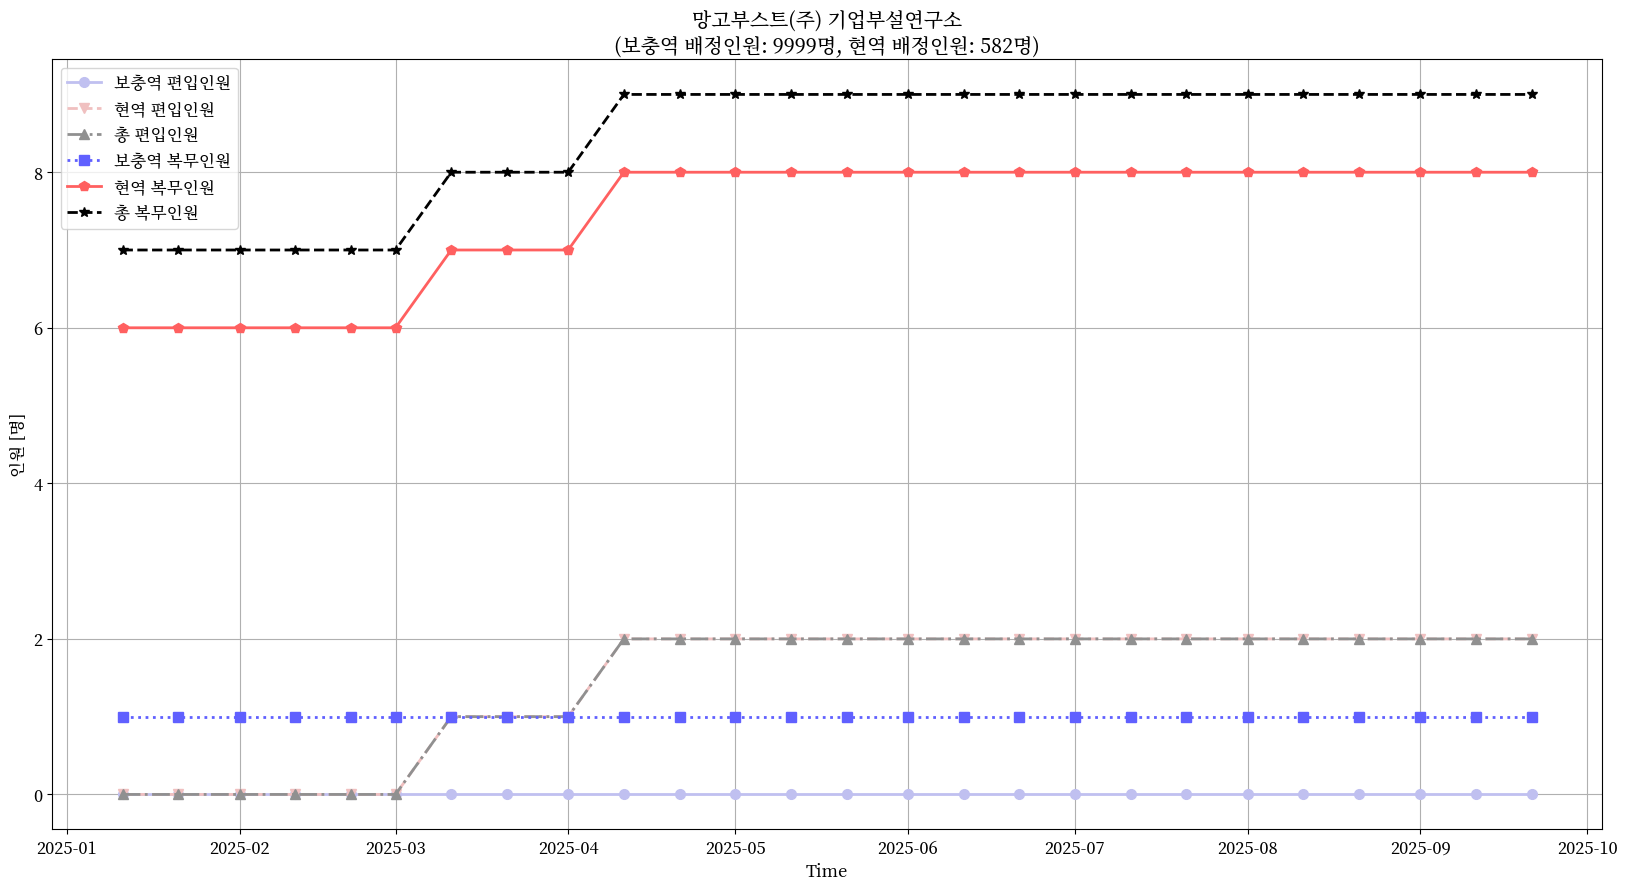 망고부스트(주) 기업부설연구소
(보충역 배정인원: 9999명, 현역 배정인원: 582명)
보충역 편입인원
현역 편입인원
총 편입인원
보충역 복무인원
현역 복무인원
총 복무인원
인원 [명]
8
6
4
2
0
2025-01
2025-02
2025-03
2025-04
2025-05
2025-06
2025-07
2025-08
2025-09
2025-10
Time